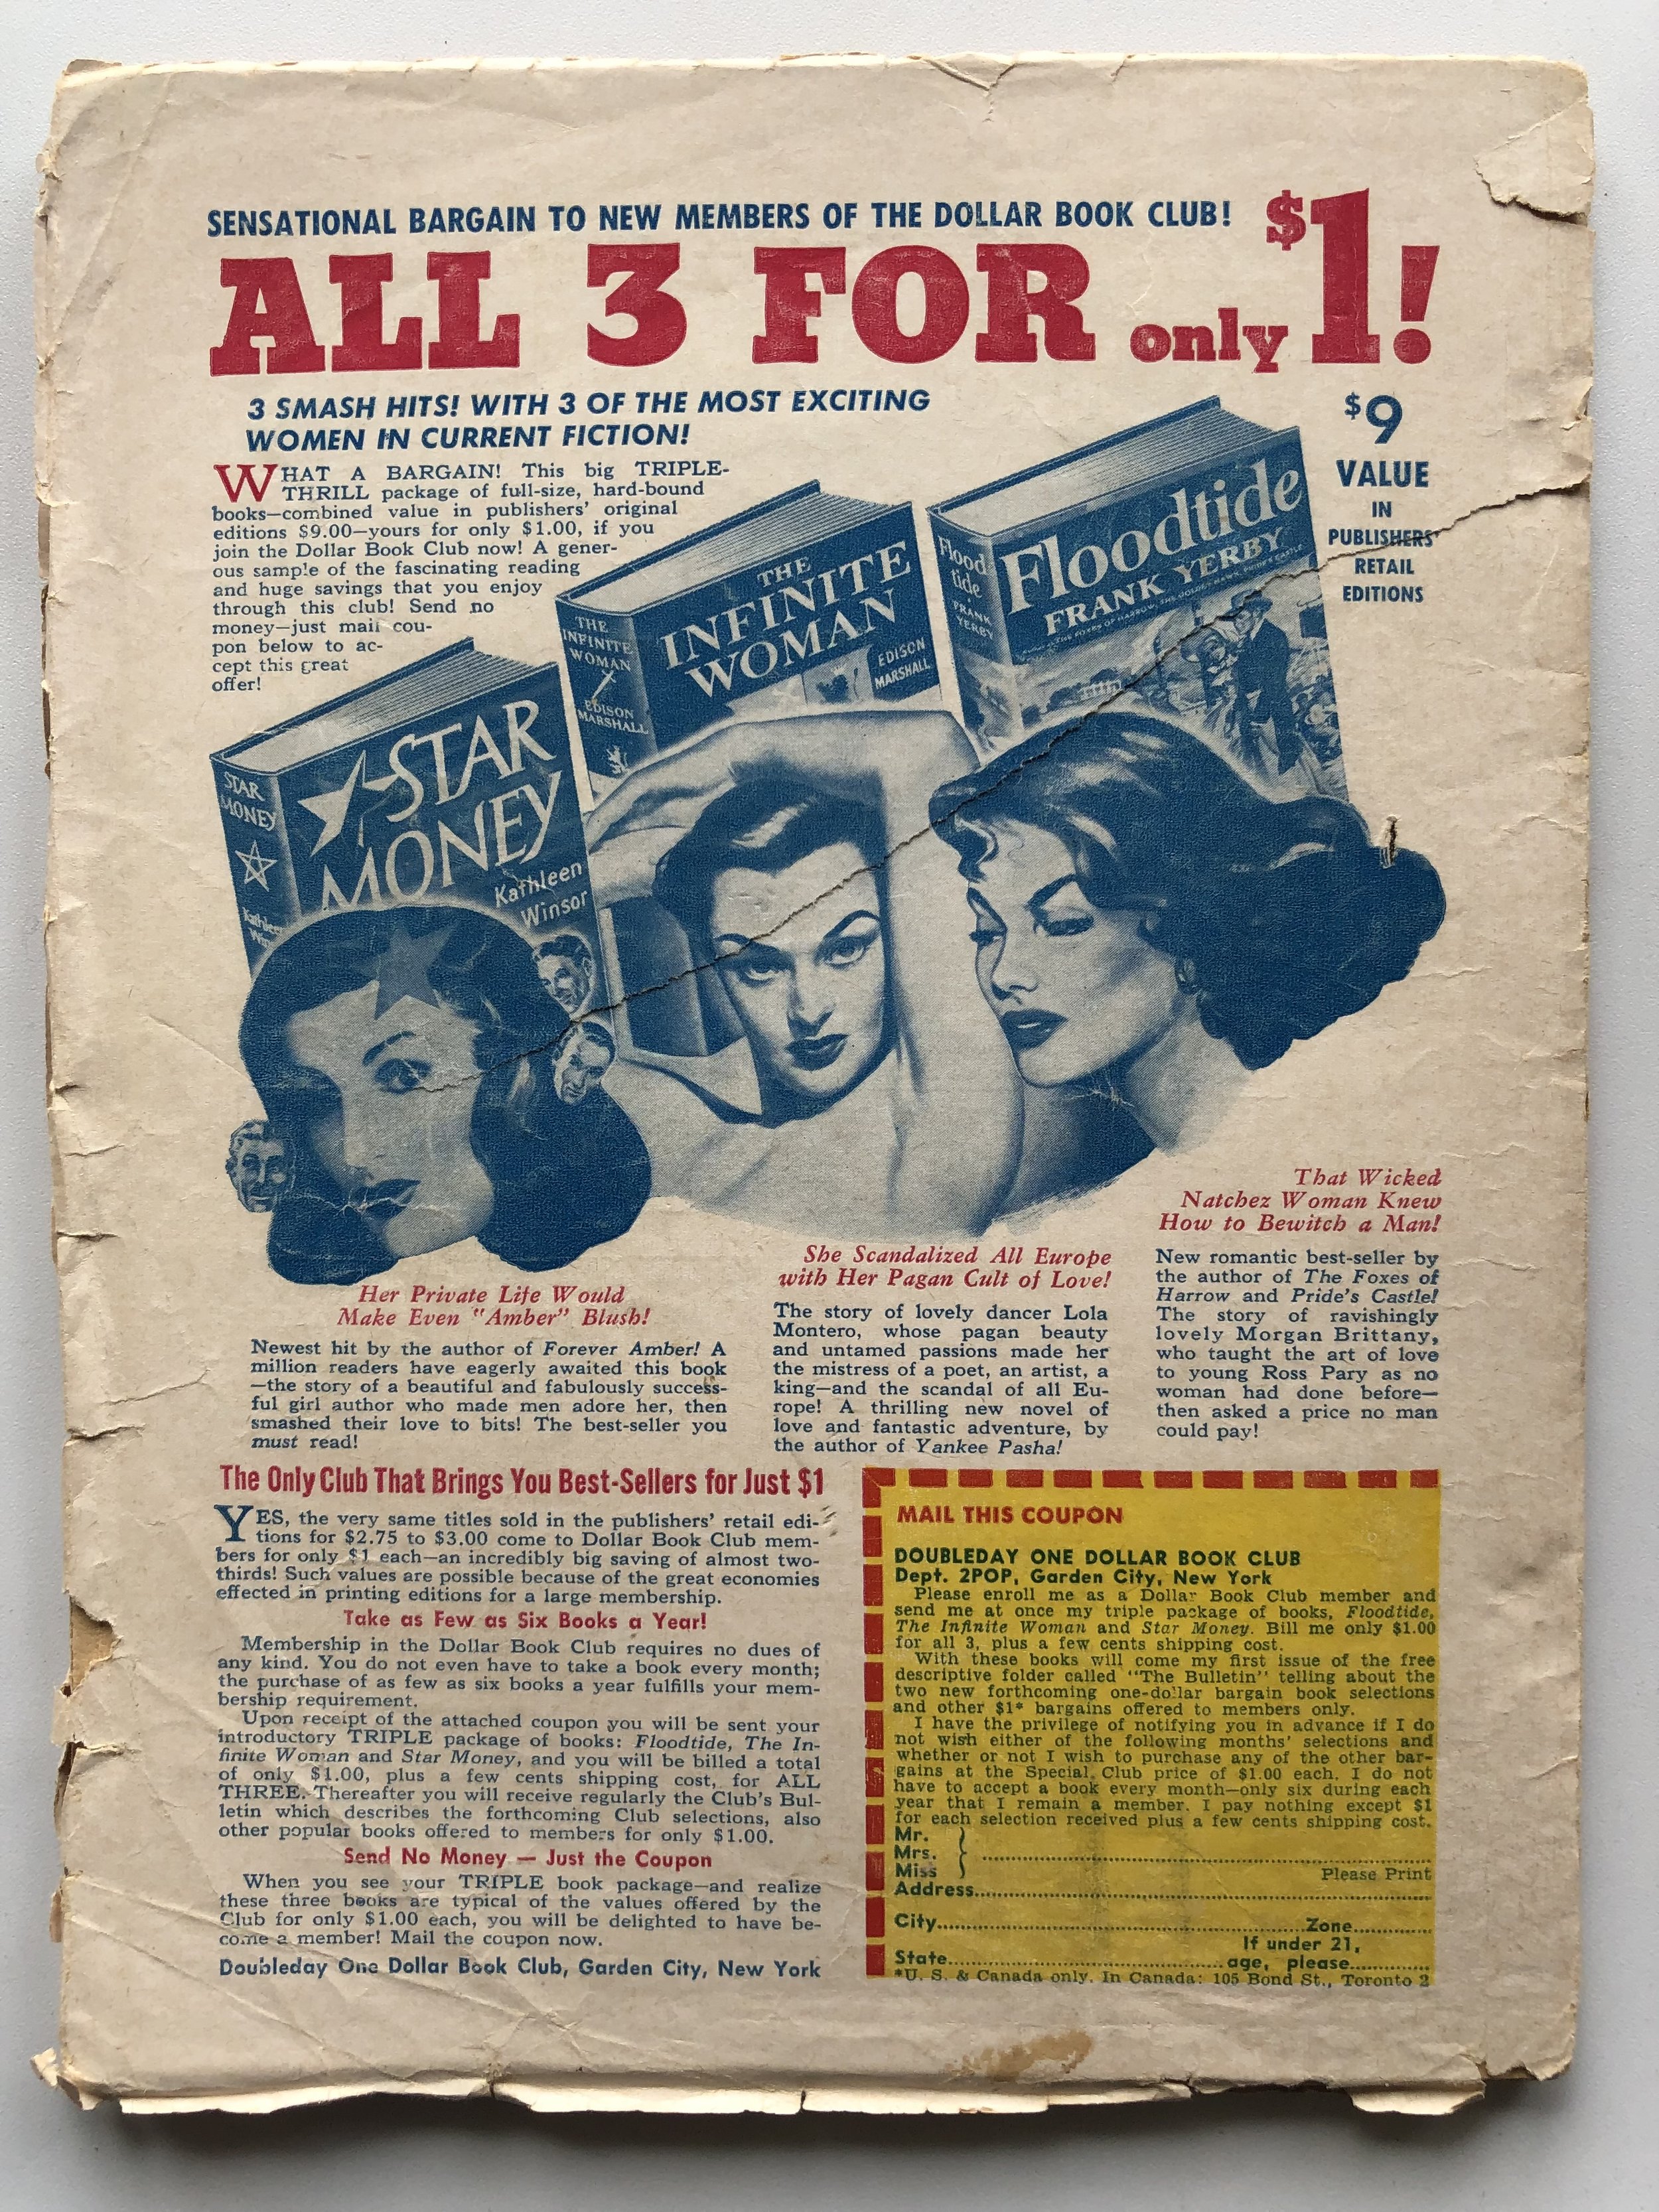 SENSATIONAL BARGAIN TO NEW MEMBERS OF THE DOLLAR BOOK CLUB!
ALL 3 FOR only $1!
3 SMASH HITS! WITH 3 OF THE MOST EXCITING
WOMEN IN CURRENT FICTION!
WHAT A BARGAIN! This big TRIPLE-
THRILL package of full-size, hard-bound
books—combined value in publishers' original
editions $9.00—yours for only $1.00, if you
join the Dollar Book Club now! A gener-
ous sample of the fascinating reading
and huge savings that you enjoy
through this club! Send no
money—just mail cou-
pon below to ac-
cept this great
offer!
$9
VALUE
IN
PUBLISHERS'
RETAIL
EDITIONS
STAR
MONEY
Kathleen
STAR
MONEY
Kathleen
Winsor
THE
INFINITE
WOMAN
EDISON
MARSHALL
THE
INFINITE
WOMAN
EDISON
MARSHALL
Flood
tide
FRANK
YERBY
Floodtide
FRANK YERBY
Her Private Life Would
Make Even "Amber" Blush!
Newest hit by the author of Forever Amber! A
million readers have eagerly awaited this book
—the story of a beautiful and fabulously success-
ful girl author who made men adore her, then
smashed their love to bits! The best-seller you
must read!
She Scandalized All Europe
with Her Pagan Cult of Love!
The story of lovely dancer Lola
Montero, whose pagan beauty
and untamed passions made her
the mistress of a poet, an artist, a
king—and the scandal of all Eu-
rope! A thrilling new novel of
love and fantastic adventure, by
the author of Yankee Pasha!
That Wicked
Natchez Woman Knew
How to Bewitch a Man!
New romantic best-seller by
the author of The Foxes of
Harrow and Pride's Castle!
The story of ravishingly
lovely Morgan Brittany,
who taught the art of love
to young Ross Pary as no
woman had done before—
then asked a price no man
could pay!
The Only Club That Brings You Best-Sellers for Just $1
YES, the very same titles sold in the publishers' retail edi-
tions for $2.75 to $3.00 come to Dollar Book Club mem-
bers for only $1 each—an incredibly big saving of almost two-
thirds! Such values are possible because of the great economies
effected in printing editions for a large membership.
Take as Few as Six Books a Year!
Membership in the Dollar Book Club requires no dues of
any kind. You do not even have to take a book every month;
the purchase of as few as six books a year fulfills your mem-
bership requirement.
Upon receipt of the attached coupon you will be sent your
introductory TRIPLE package of books: Floodtide, The In-
finite Woman and Star Money, and you will be billed a total
of only $1.00, plus a few cents shipping cost, for ALL
THREE. Thereafter you will receive regularly the Club's Bul-
letin which describes the forthcoming Club selections, also
other popular books offered to members for only $1.00.
Send No Money — Just the Coupon
When you see your TRIPLE book package—and realize
these three books are typical of the values offered by the
Club for only $1.00 each, you will be delighted to have be-
come a member! Mail the coupon now.
Doubleday One Dollar Book Club, Garden City, New York
MAIL THIS COUPON
DOUBLEDAY ONE DOLLAR BOOK CLUB
Dept. 2POP, Garden City, New York
Please enroll me as a Dollar Book Club member and
send me at once my triple package of books, Floodtide,
The Infinite Woman and Star Money. Bill me only $1.00
for all 3, plus a few cents shipping cost.
With these books will come my first issue of the free
descriptive folder called "The Bulletin" telling about the
two new forthcoming one-dollar bargain book selections
and other $1* bargains offered to members only.
I have the privilege of notifying you in advance if I do
not wish either of the following months' selections and
whether or not I wish to purchase any of the other bar-
gains at the Special Club price of $1.00 each. I do not
have to accept a book every month—only six during each
year that I remain a member. I pay nothing except $1
for each selection received plus a few cents shipping cost.
Mr.
Mrs.
Miss
Please Print
Address
City Zone
If under 21,
State age, please
*U. S. & Canada only. In Canada: 105 Bond St., Toronto 2